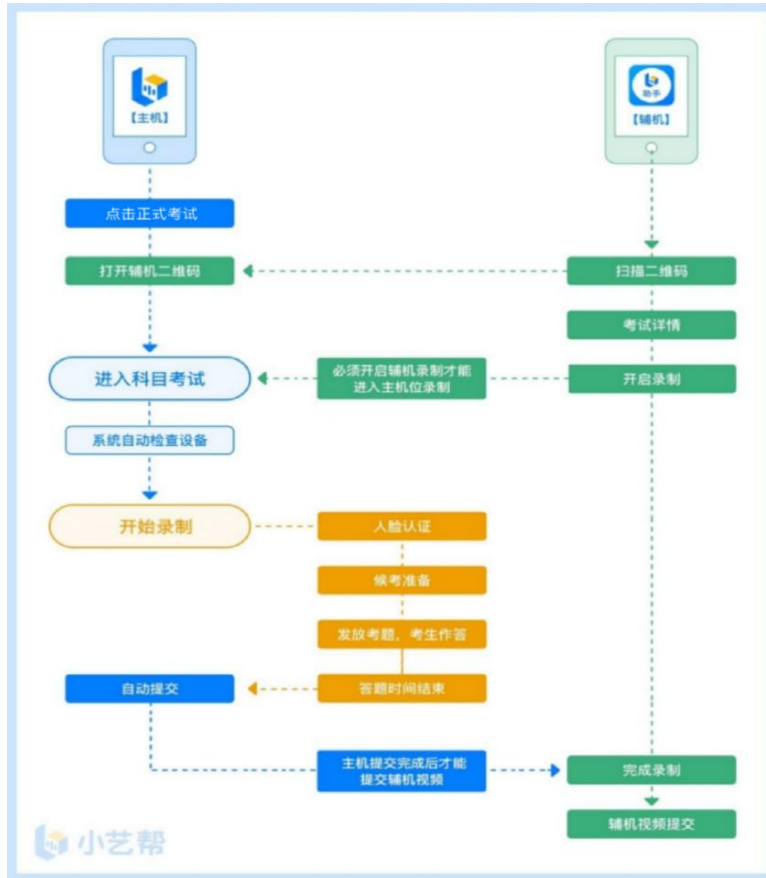 【主机】
助手
【辅机】
点击正式考试
打开辅机二维码
扫描二维码
考试详情
进入科目考试
必须开启辅机录制才能
进入主机位录制
开启录制
系统自动检查设备
开始录制
人脸认证
候考准备
发放考题，考生作答
自动提交
答题时间结束
主机提交完成后才能
提交辅机视频
完成录制
辅机视频提交
小艺帮